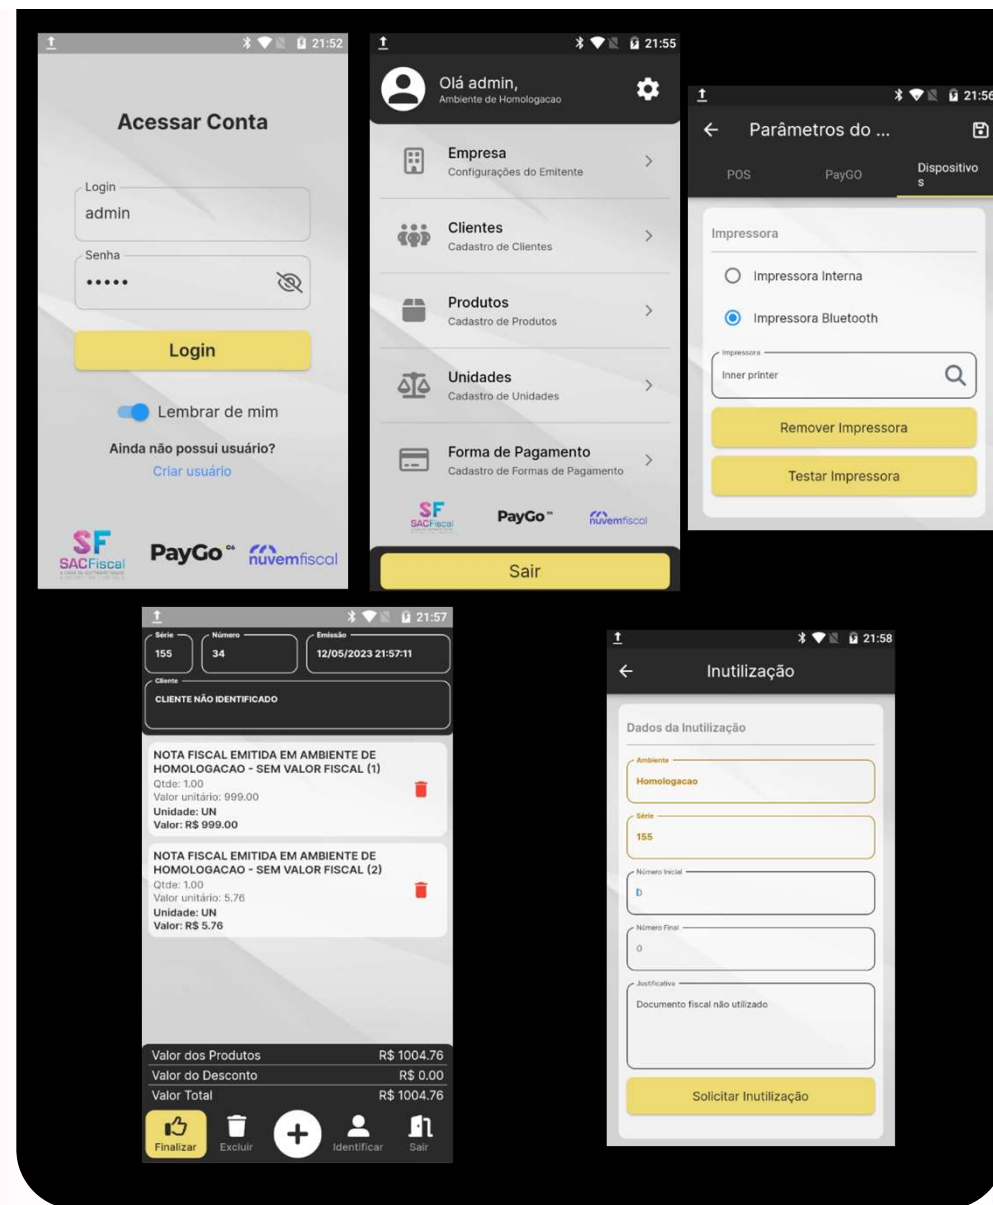 21:52
Acessar Conta
Login
admin
Senha
•••••
Login
Lembrar de mim
Ainda não possui usuário?
Criar usuário
SF
SACFiscal
PayGo
nuvemfiscal
21:55
Olá admin,
Ambiente de Homologacao
Empresa
Configurações do Emitente
Clientes
Cadastro de Clientes
Produtos
Cadastro de Produtos
Unidades
Cadastro de Unidades
Forma de Pagamento
Cadastro de Formas de Pagamento
SF
SACFiscal
PayGo
nuvemfiscal
Sair
21:56
Parâmetros do ...
POS PayGO Dispositivo
s
Impressora
Impressora Interna
Impressora Bluetooth
Impressora
Inner printer
Remover Impressora
Testar Impressora
21:57
Série Número Emissão
155 34 12/05/2023 21:57:11
Cliente
CLIENTE NÃO IDENTIFICADO
NOTA FISCAL EMITIDA EM AMBIENTE DE
HOMOLOGACAO - SEM VALOR FISCAL (1)
Qtde: 1.00
Valor unitário: 999.00
Unidade: UN
Valor: R$ 999.00
NOTA FISCAL EMITIDA EM AMBIENTE DE
HOMOLOGACAO - SEM VALOR FISCAL (2)
Qtde: 1.00
Valor unitário: 5.76
Unidade: UN
Valor: R$ 5.76
Valor dos Produtos R$ 1004.76
Valor do Desconto R$ 0.00
Valor Total R$ 1004.76
Finalizar Excluir Identificar Sair
21:58
Inutilização
Dados da Inutilização
Ambiente
Homologacao
Série
155
Número Inicial
0
Número Final
0
Justificativa
Documento fiscal não utilizado
Solicitar Inutilização